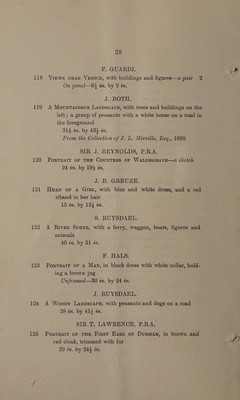 28
F. GUARDI.
118 Views near Venice, with buildings and figures—a pair 2
On panel—6½ in. by 9 in.
J. BOTH.
119 A Mountainous Landscape, with trees and buildings on the
left; a group of peasants with a white horse on a road in
the foreground
31½ in. by 43½ in.
From the Collection of J. L. Mieville, Esq., 1899
SIR J. REYNOLDS, P.R.A.
120 Portrait of the Countess of Waldegrave—a sketch
24 in. by 19½ in.
J. B. GREUZE.
121 Head of a Girl, with blue and white dress, and a red
riband in her hair
15 in. by 12½ in.
S. RUYSDAEL.
122 A River Scene, with a ferry, waggon, boats, figures and
animals
40 in. by 51 in.
F. HALS.
123 Portrait of a Man, in black dress with white collar, hold-
ing a brown jug
Unframed—30 in. by 24 in.
J. RUYSDAEL.
124 A Woody Landscape, with peasants and dogs on a road
28 in. by 41½ in.
SIR T. LAWRENCE, P.R.A.
125 Portrait of the First Earl of Durham, in brown and
red cloak, trimmed with fur
29 in. by 24½ in.